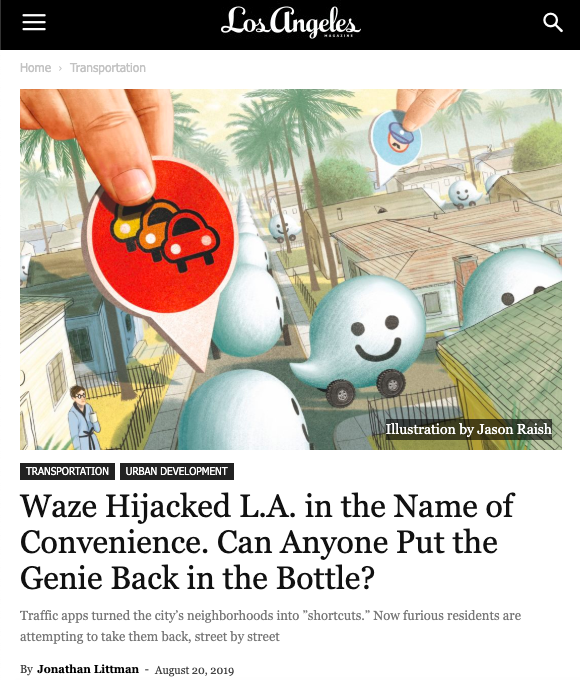 Los Angeles
MAGAZINE
Home › Transportation
Illustration by Jason Raish
TRANSPORTATION URBAN DEVELOPMENT
Waze Hijacked L.A. in the Name of
Convenience. Can Anyone Put the
Genie Back in the Bottle?
Traffic apps turned the city's neighborhoods into "shortcuts." Now furious residents are
attempting to take them back, street by street
By Jonathan Littman - August 20, 2019